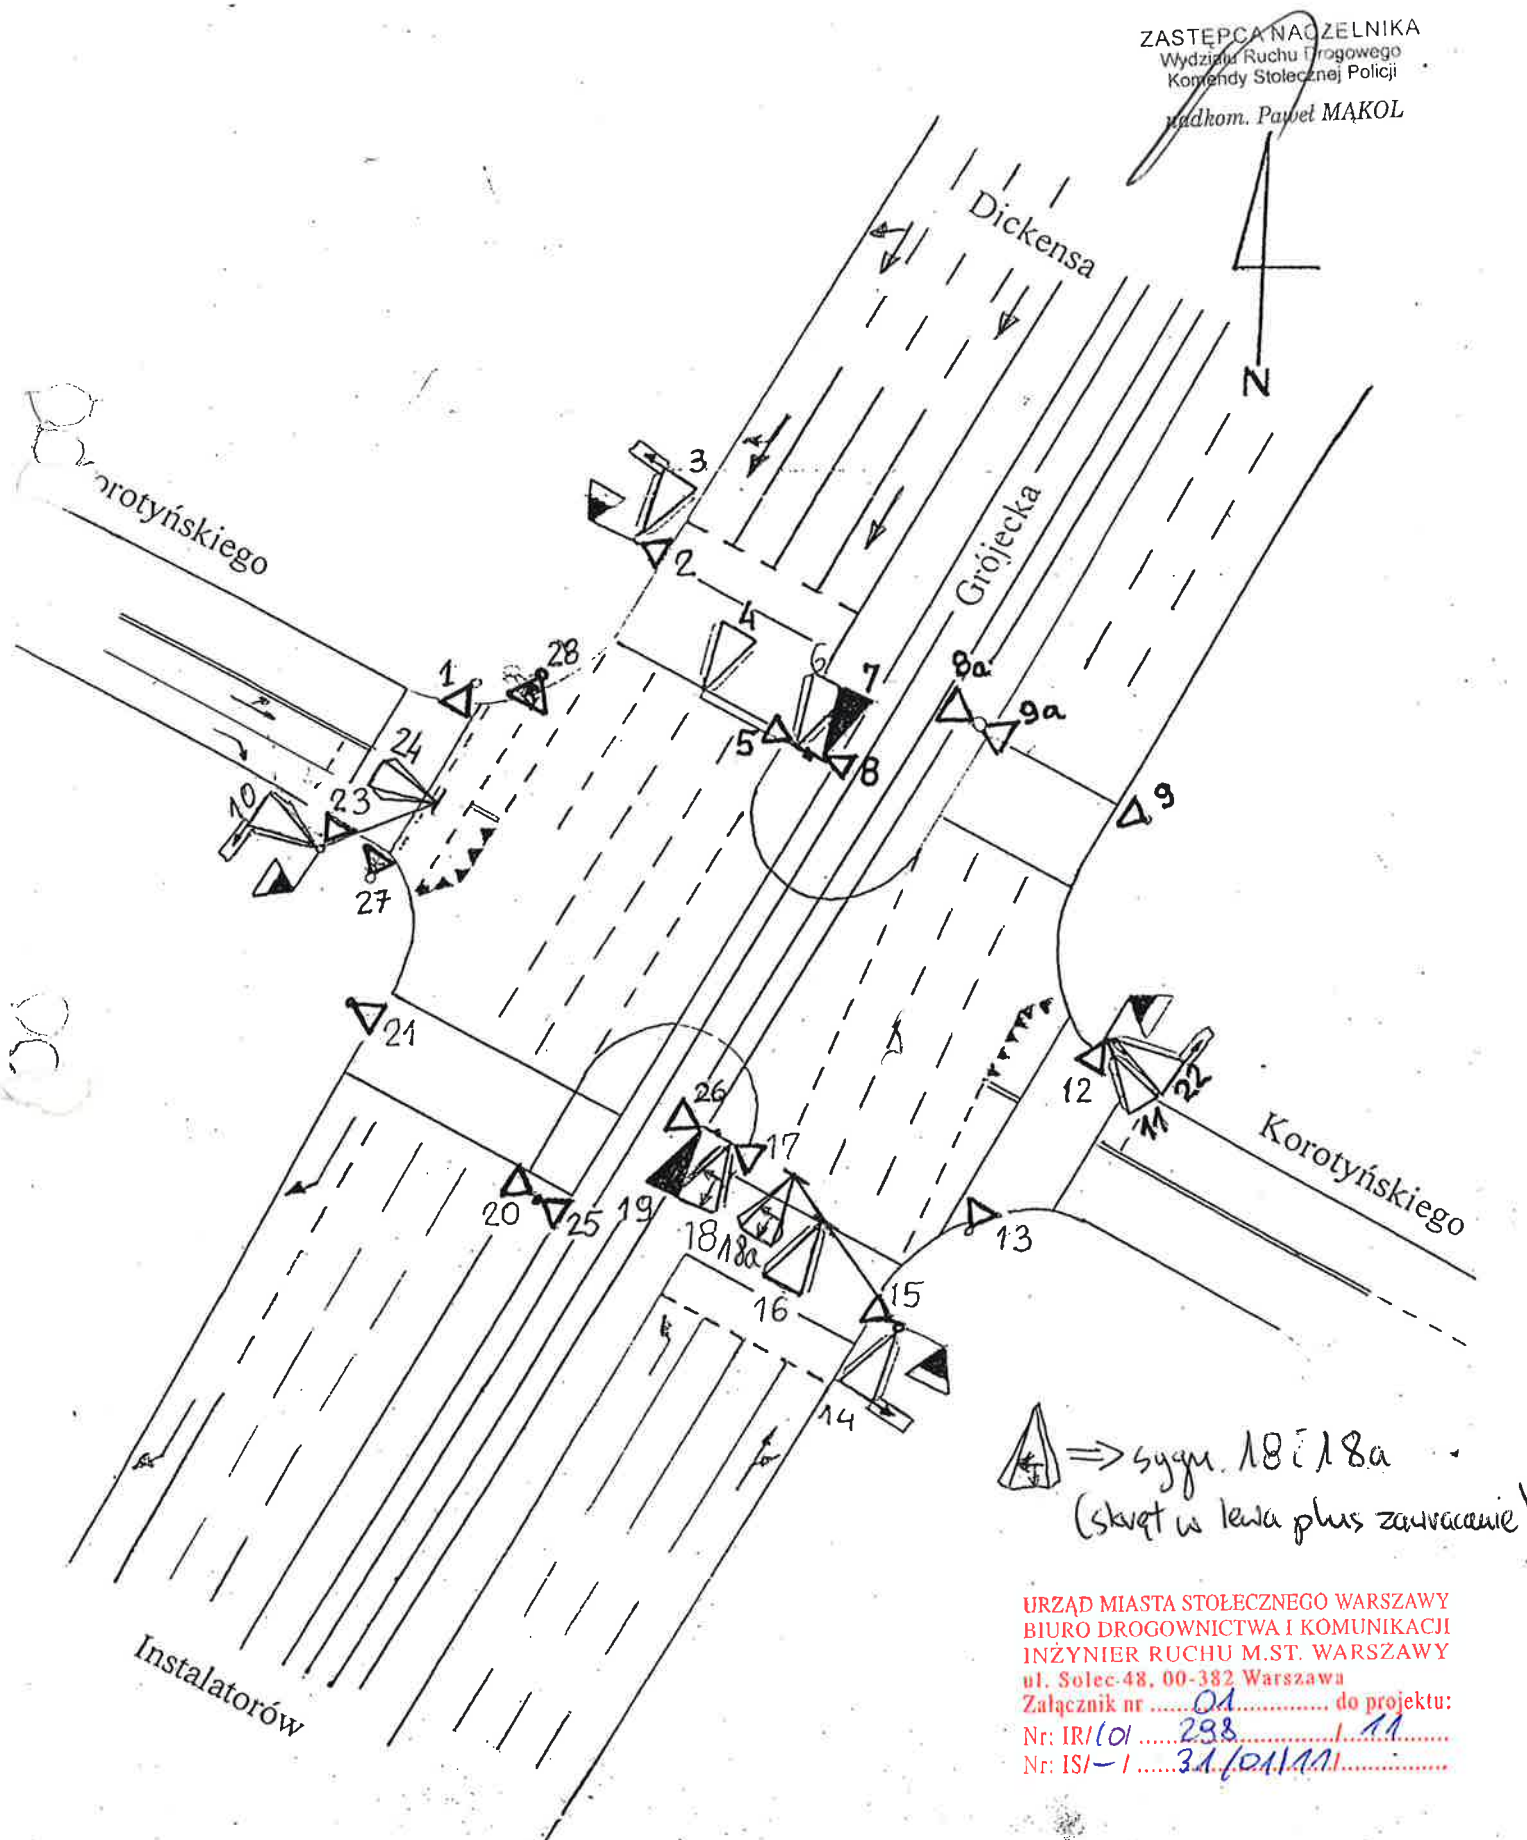 ZASTĘPCA NACZELNIKA
Wydziału Ruchu Drogowego
Komendy Stołecznej Policji
nadkom. Paweł MĄKOL
Dickensa
N
Grójecka
orotyńskiego
3
2
4
6
7
8a
9a
1
28
5
8
9
24
10
23
27
21
12
22
11
Korotyńskiego
26
17
20
25
19
18
18a
13
16
15
14
=> sygn. 18 i 18a
(skręt w lewo plus zawracanie)
Instalatorów
URZĄD MIASTA STOŁECZNEGO WARSZAWY
BIURO DROGOWNICTWA I KOMUNIKACJI
INŻYNIER RUCHU M.ST. WARSZAWY
ul. Solec 48, 00-382 Warszawa
Załącznik nr ......01................ do projektu:
Nr: IR/(01 ......298.............../..11........
Nr: IS/–/ ......31/01/11/................